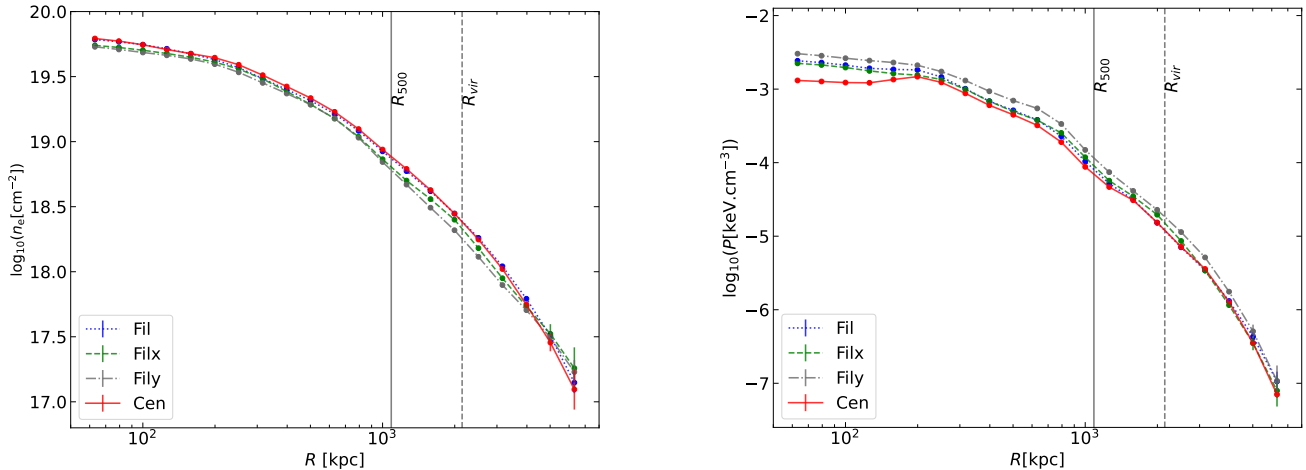 20.0
19.5
19.0
18.5
18.0
17.5
17.0
log₁₀(nₑ[cm⁻²])
R₅₀₀
Rᵥᵢᵣ
Fil
Filx
Fily
Cen
10²
10³
R [kpc]
−2
−3
−4
−5
−6
−7
log₁₀(P[keV.cm⁻³])
R₅₀₀
Rᵥᵢᵣ
Fil
Filx
Fily
Cen
10²
10³
R[kpc]